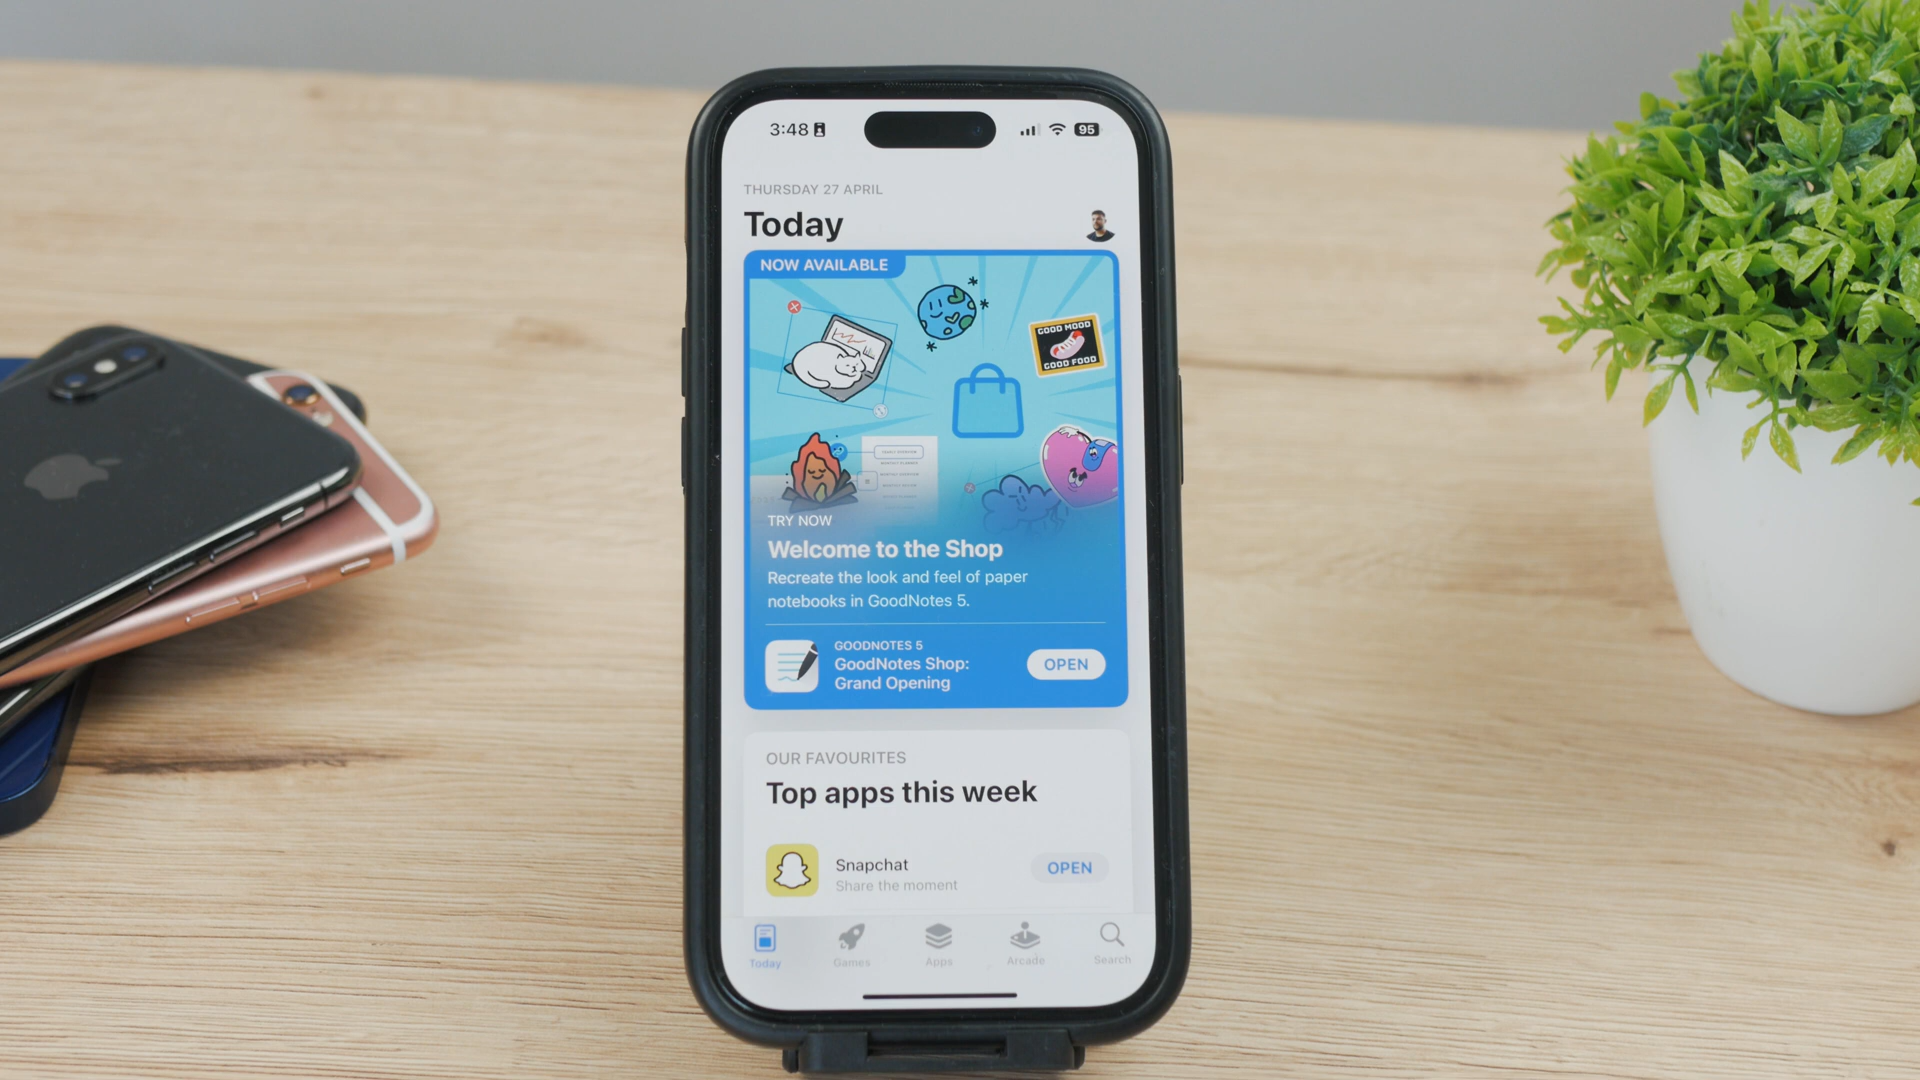 3:48
95
THURSDAY 27 APRIL
Today
NOW AVAILABLE
GOOD MOOD
GOOD FOOD
TRY NOW
Welcome to the Shop
Recreate the look and feel of paper
notebooks in GoodNotes 5.
GOODNOTES 5
GoodNotes Shop:
Grand Opening
OPEN
OUR FAVOURITES
Top apps this week
Snapchat
Share the moment
OPEN
Today
Games
Apps
Arcade
Search